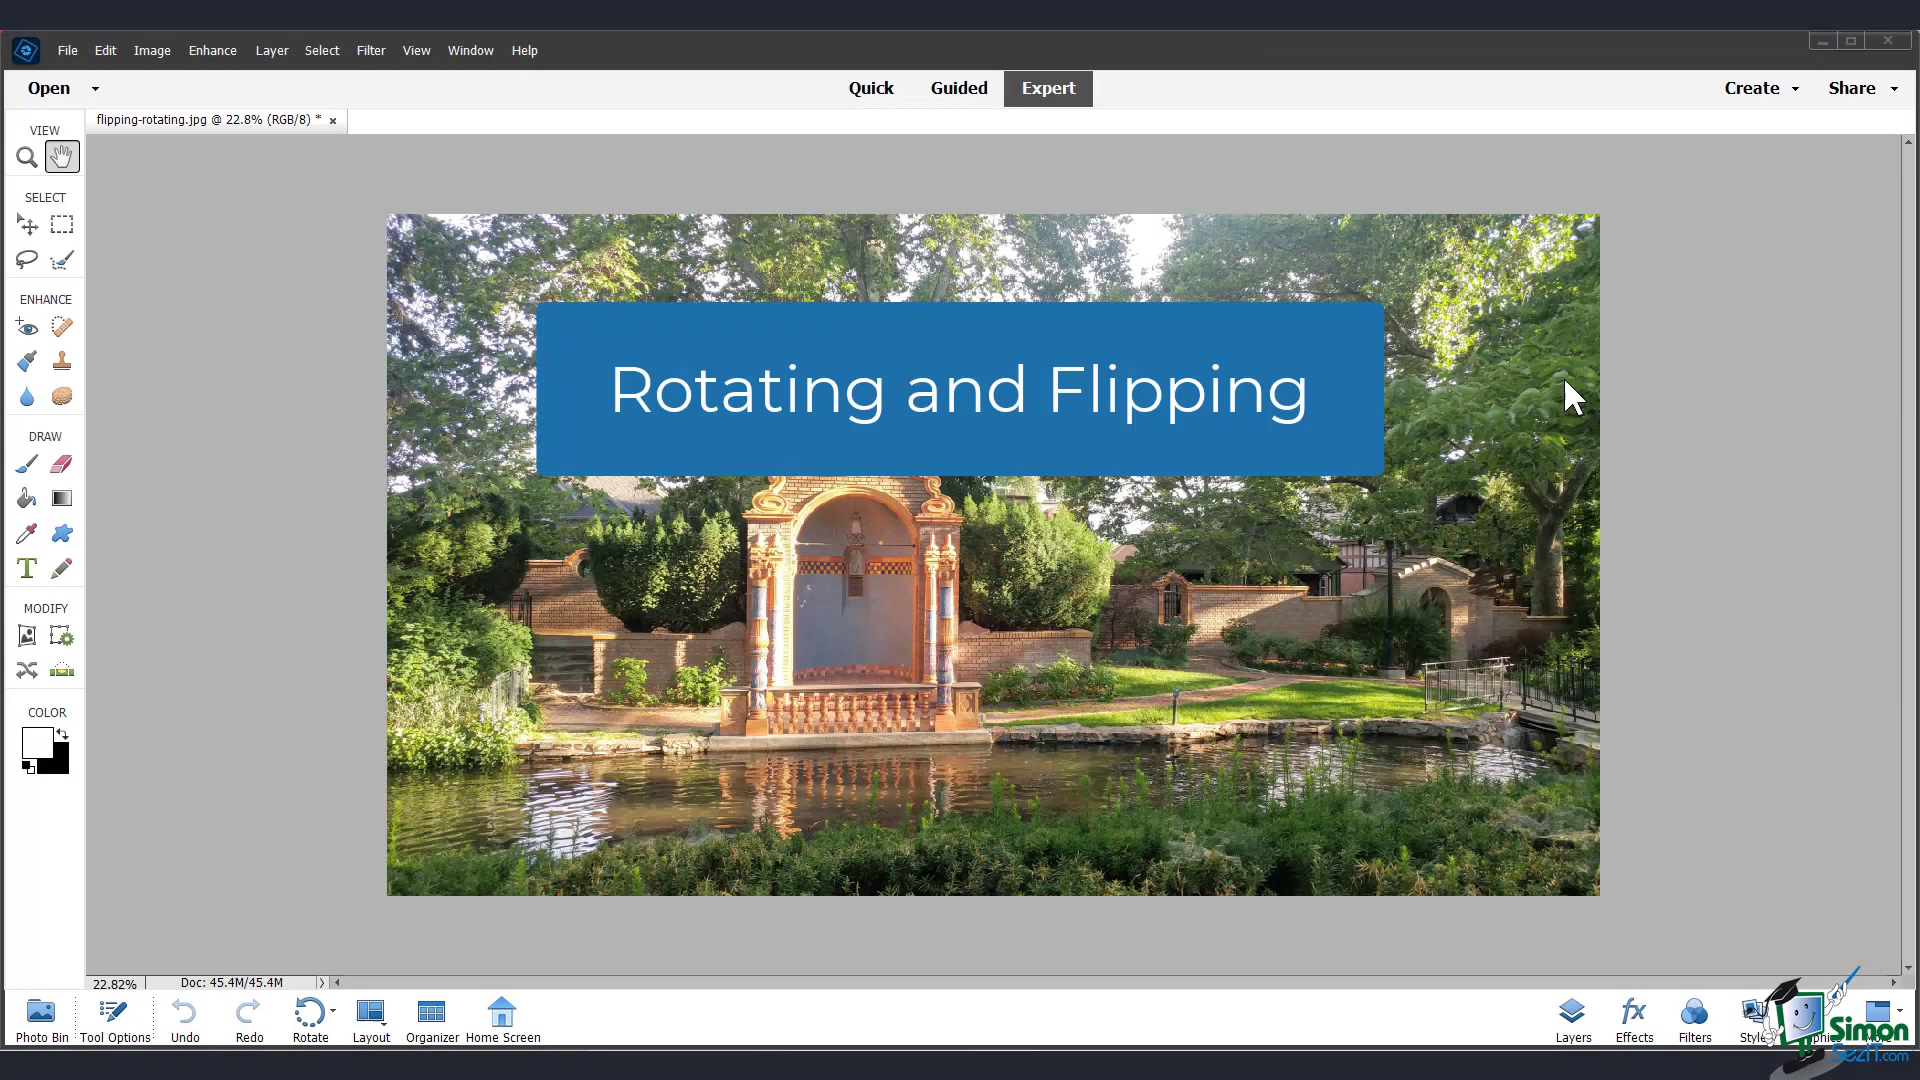 File Edit Image Enhance Layer Select Filter View Window Help
Open Quick Guided Expert Create Share
flipping-rotating.jpg @ 22.8% (RGB/8) * ×
VIEW
SELECT
ENHANCE
DRAW
MODIFY
COLOR
Rotating and Flipping
22.82% Doc: 45.4M/45.4M
Photo Bin Tool Options Undo Redo Rotate Layout Organizer Home Screen Layers Effects Filters
Simon
SezIT.com